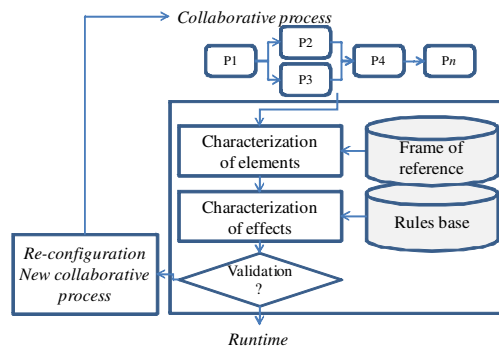 Collaborative process
P1
P2
P3
P4
Pn
Characterization
of elements
Frame of
reference
Characterization
of effects
Rules base
Validation
?
Re-configuration
New collaborative
process
Runtime